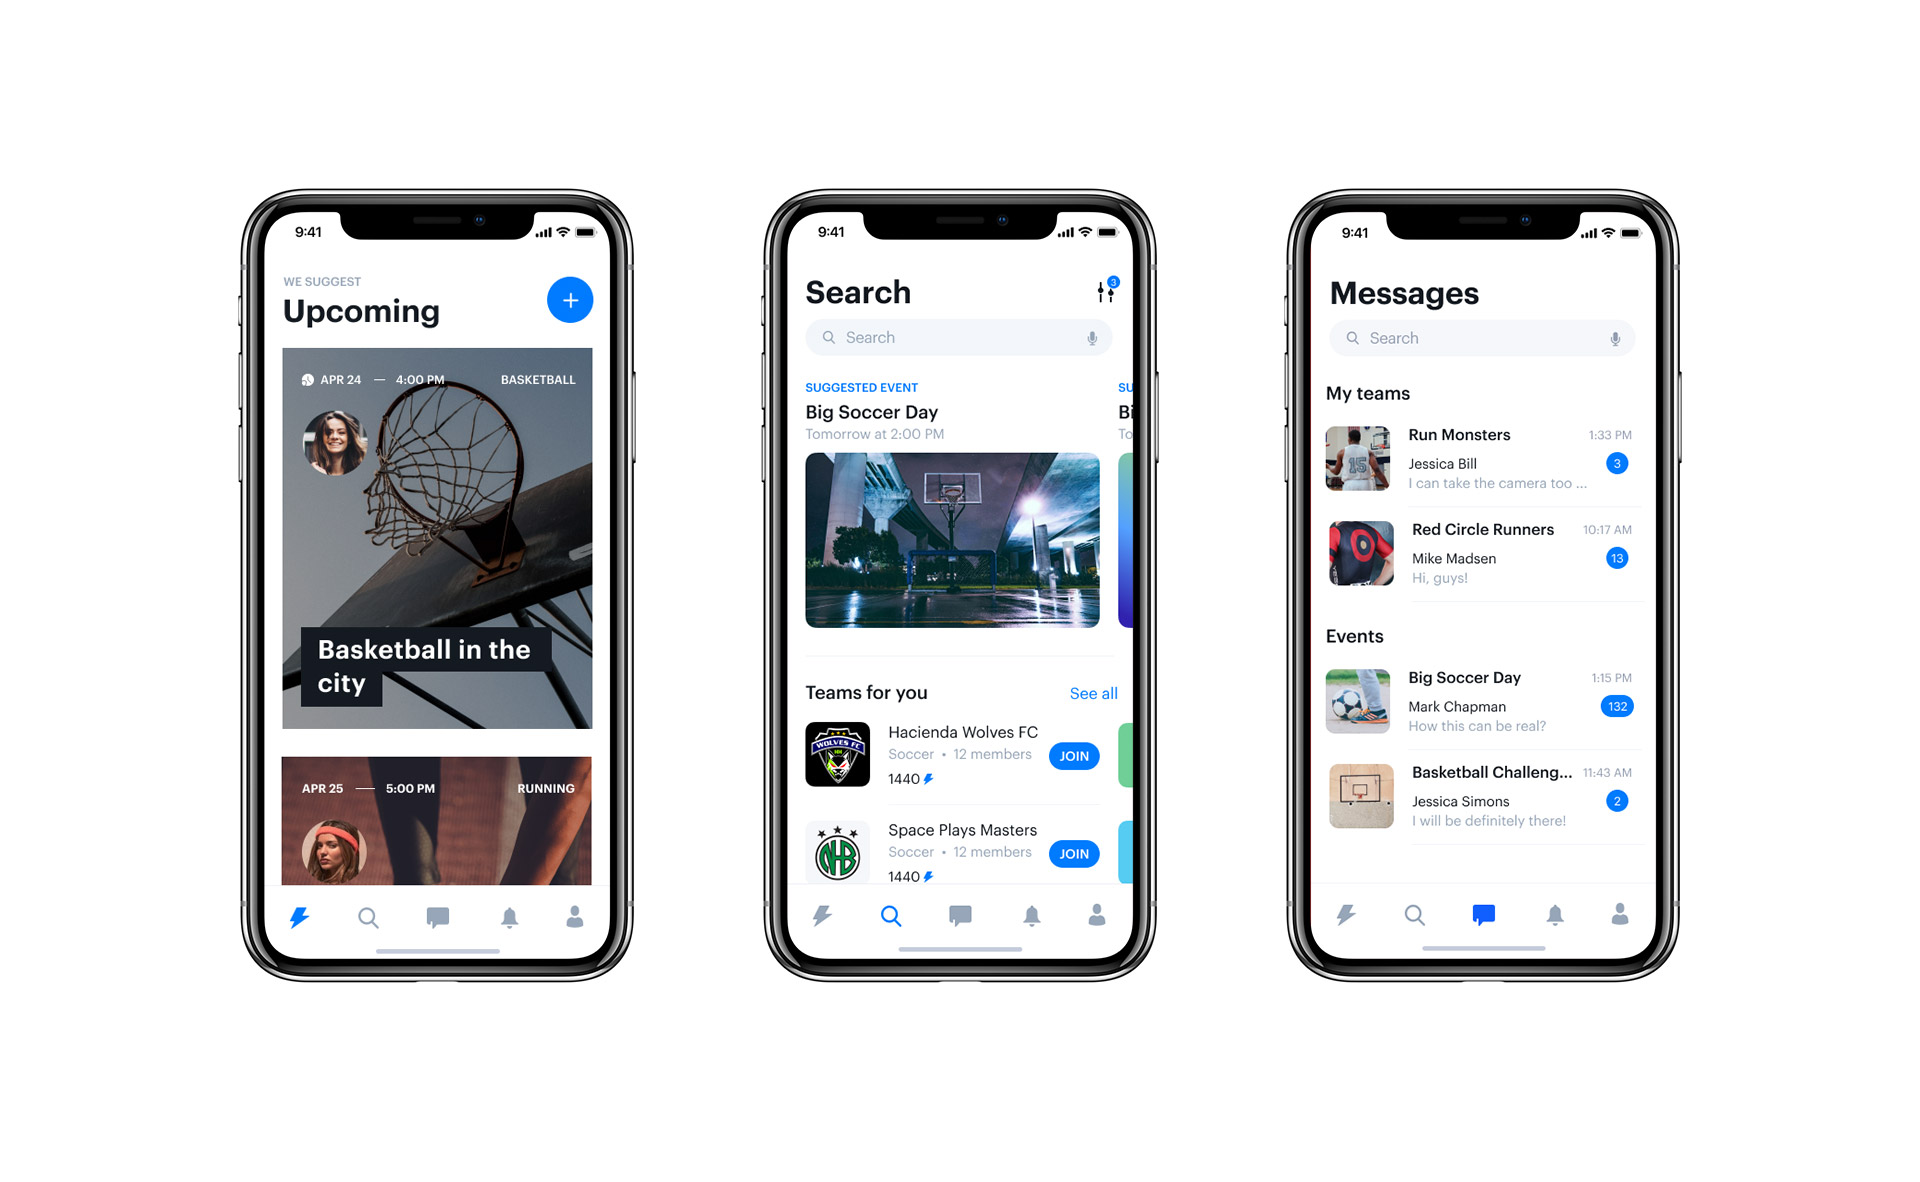 9:41
WE SUGGEST
Upcoming
APR 24 — 4:00 PM BASKETBALL
Basketball in the
city
APR 25 — 5:00 PM RUNNING
9:41
Search
3
Search
SUGGESTED EVENT SU
Big Soccer Day Bi
Tomorrow at 2:00 PM To
Teams for you See all
WOLVES FC
Hacienda Wolves FC
Soccer • 12 members
JOIN
1440
NHB
Space Plays Masters
Soccer • 12 members
JOIN
1440
9:41
Messages
Search
My teams
15
Run Monsters 1:33 PM
Jessica Bill 3
I can take the camera too ...
Red Circle Runners 10:17 AM
Mike Madsen 13
Hi, guys!
Events
Big Soccer Day 1:15 PM
Mark Chapman 132
How this can be real?
Basketball Challeng... 11:43 AM
Jessica Simons 2
I will be definitely there!